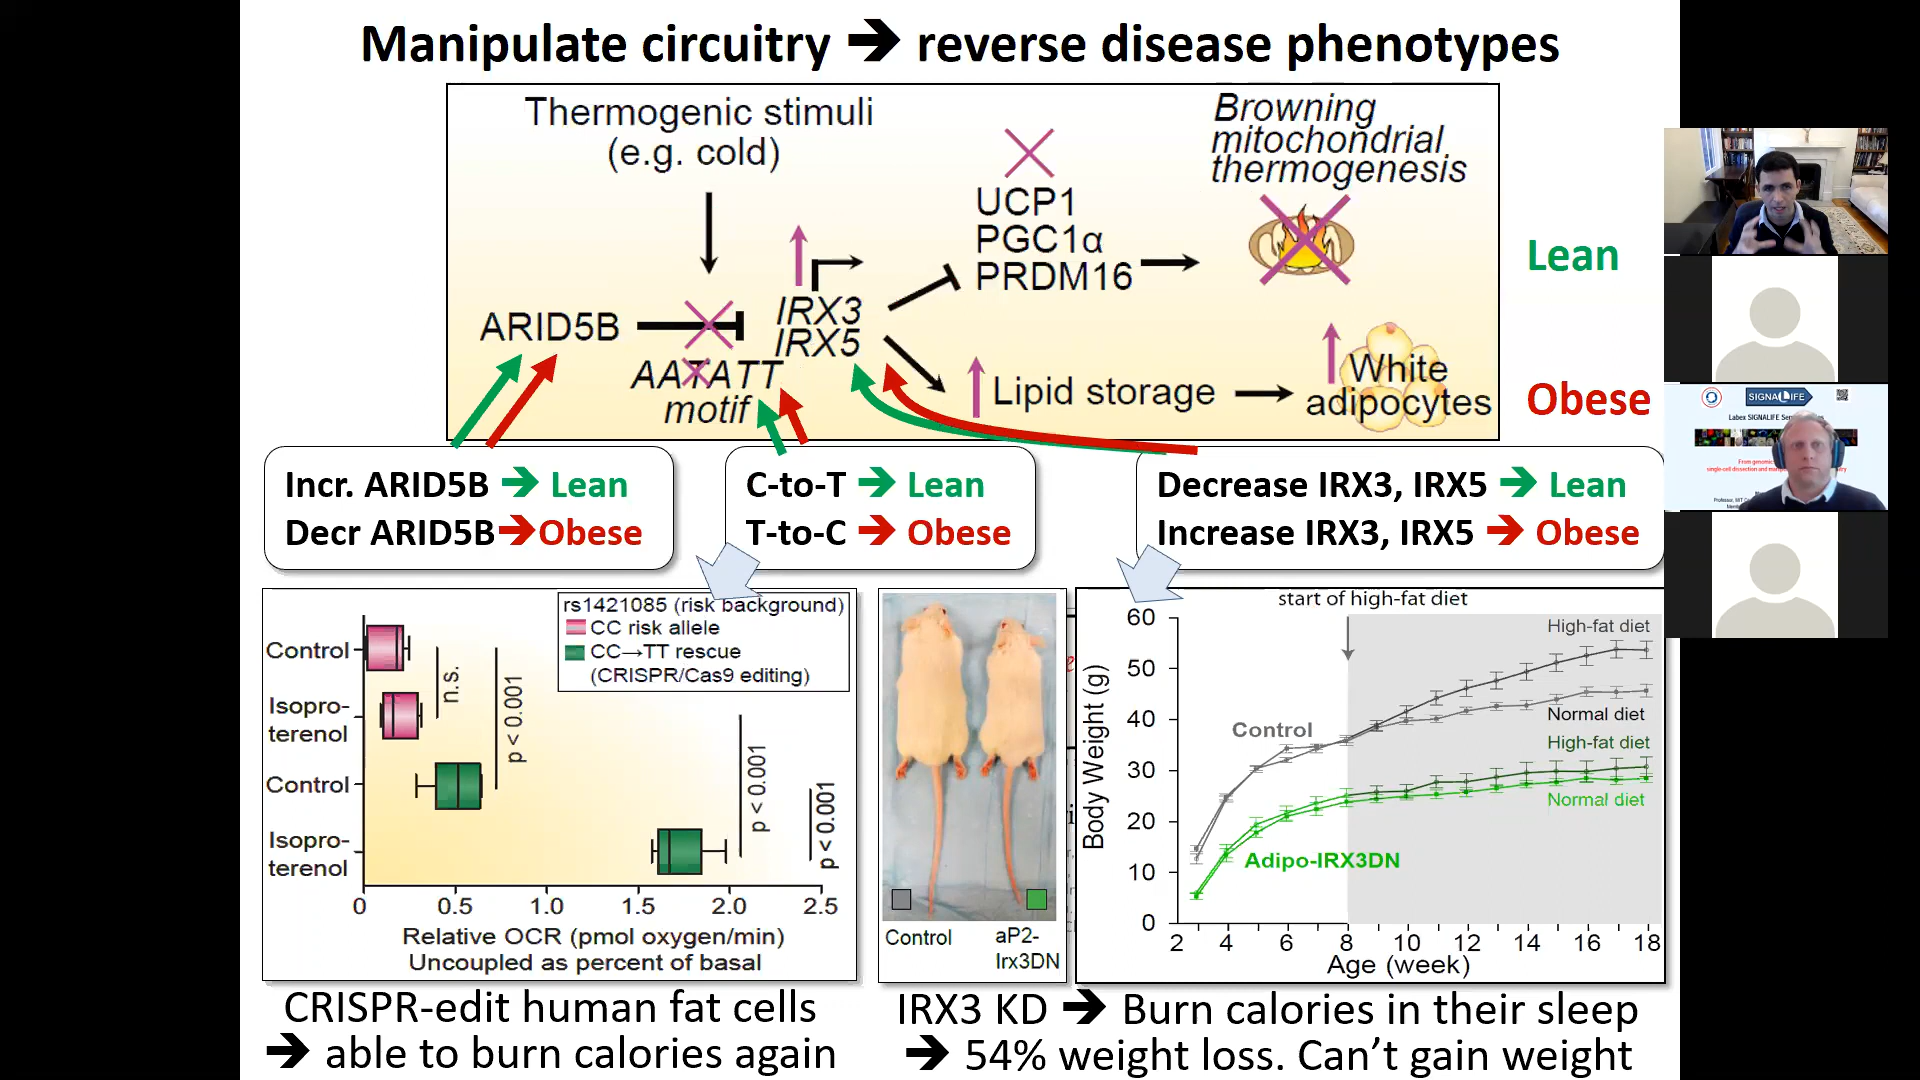 Manipulate circuitry ➔ reverse disease phenotypes
Thermogenic stimuli
(e.g. cold)
Browning
mitochondrial
thermogenesis
UCP1
PGC1α
PRDM16
ARID5B
IRX3
IRX5
AATATT
motif
Lipid storage
White
adipocytes
Lean
Obese
Incr. ARID5B ➔ Lean
Decr ARID5B ➔ Obese
C-to-T ➔ Lean
T-to-C ➔ Obese
Decrease IRX3, IRX5 ➔ Lean
Increase IRX3, IRX5 ➔ Obese
rs1421085 (risk background)
CC risk allele
CC→TT rescue
(CRISPR/Cas9 editing)
Control
Isopro-
terenol
Control
Isopro-
terenol
n.s.
p < 0.001
p < 0.001
p < 0.001
0 0.5 1.0 1.5 2.0 2.5
Relative OCR (pmol oxygen/min)
Uncoupled as percent of basal
Control
aP2-
Irx3DN
start of high-fat diet
Body Weight (g)
60
50
40
30
20
10
0
High-fat diet
Normal diet
High-fat diet
Normal diet
Control
Adipo-IRX3DN
2 4 6 8 10 12 14 16 18
Age (week)
CRISPR-edit human fat cells
➔ able to burn calories again
IRX3 KD ➔ Burn calories in their sleep
➔ 54% weight loss. Can’t gain weight
SIGNALIFE